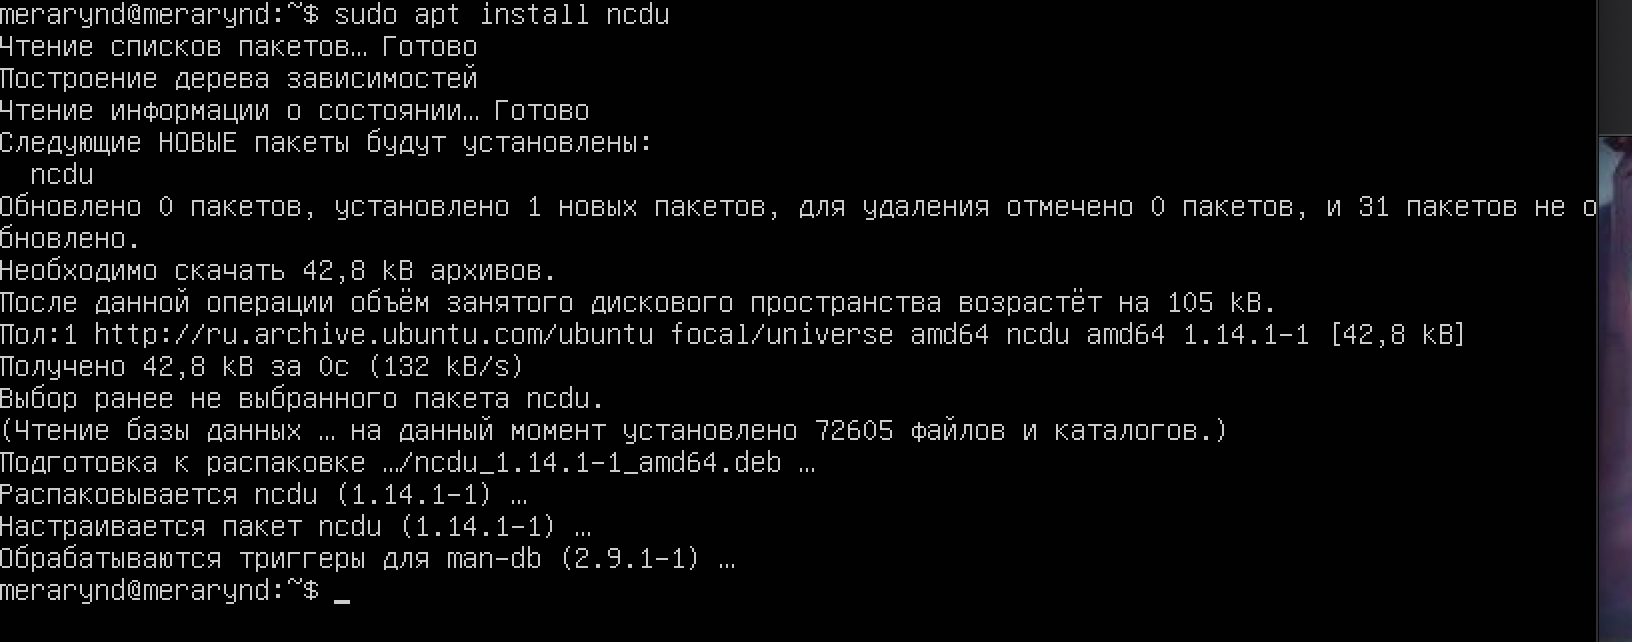 merarynd@merarynd:~$ sudo apt install ncdu
Чтение списков пакетов… Готово
Построение дерева зависимостей
Чтение информации о состоянии… Готово
Следующие НОВЫЕ пакеты будут установлены:
  ncdu
Обновлено 0 пакетов, установлено 1 новых пакетов, для удаления отмечено 0 пакетов, и 31 пакетов не о
бновлено.
Необходимо скачать 42,8 kB архивов.
После данной операции объём занятого дискового пространства возрастёт на 105 kB.
Пол:1 http://ru.archive.ubuntu.com/ubuntu focal/universe amd64 ncdu amd64 1.14.1-1 [42,8 kB]
Получено 42,8 kB за 0с (132 kB/s)
Выбор ранее не выбранного пакета ncdu.
(Чтение базы данных … на данный момент установлено 72605 файлов и каталогов.)
Подготовка к распаковке …/ncdu_1.14.1-1_amd64.deb …
Распаковывается ncdu (1.14.1-1) …
Настраивается пакет ncdu (1.14.1-1) …
Обрабатываются триггеры для man-db (2.9.1-1) …
merarynd@merarynd:~$ _